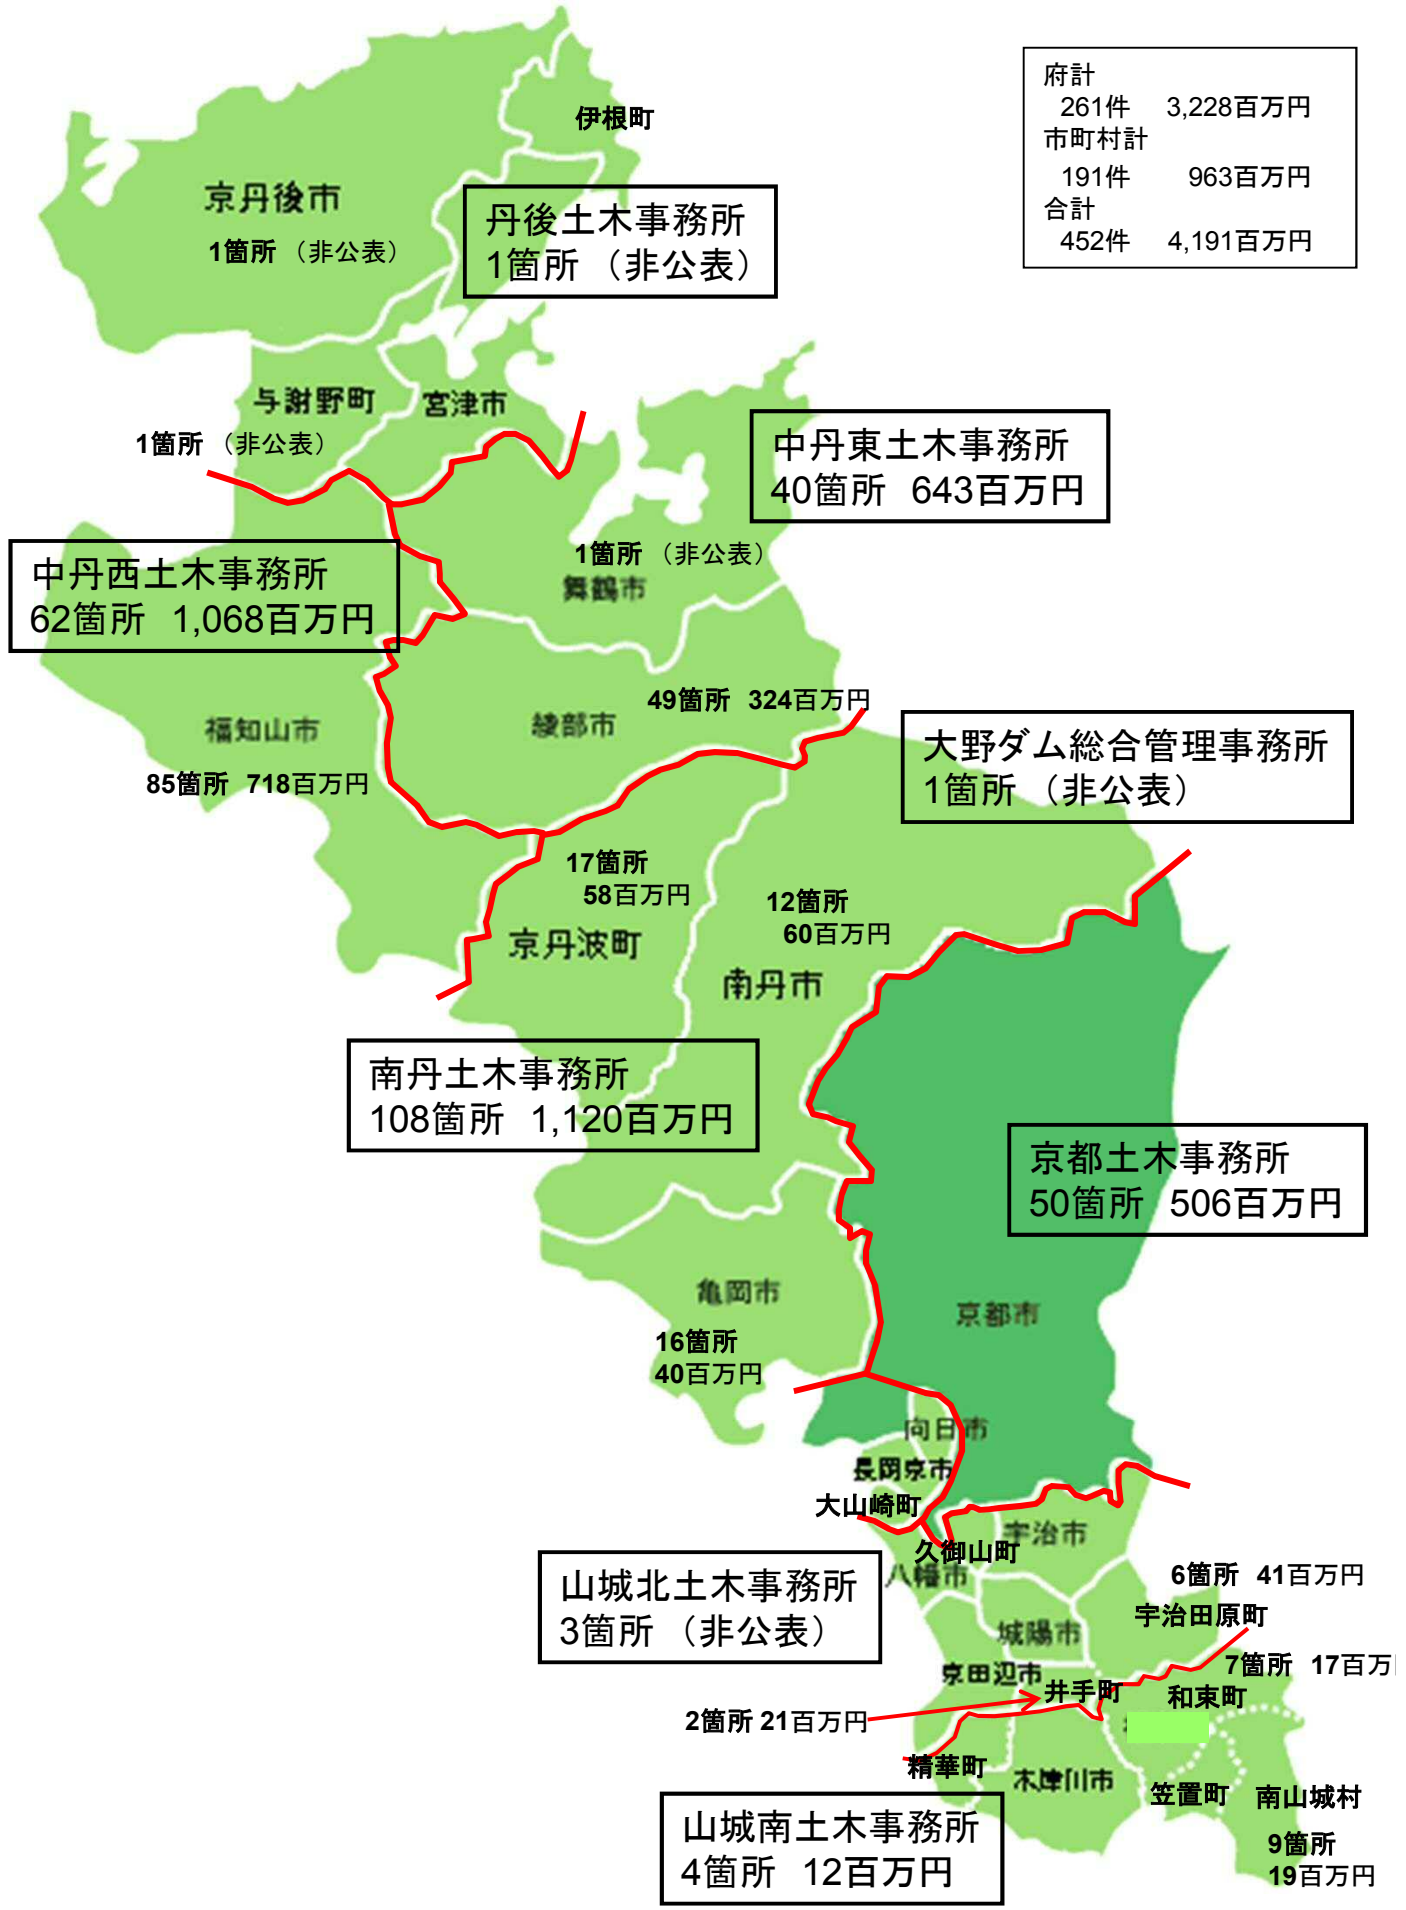 府計
261件 3,228百万円
市町村計
191件 963百万円
合計
452件 4,191百万円
伊根町
京丹後市
1箇所 （非公表）
丹後土木事務所
1箇所 （非公表）
与謝野町
宮津市
1箇所 （非公表）
中丹東土木事務所
40箇所 643百万円
1箇所 （非公表）
舞鶴市
中丹西土木事務所
62箇所 1,068百万円
49箇所 324百万円
綾部市
福知山市
85箇所 718百万円
大野ダム総合管理事務所
1箇所 （非公表）
17箇所
58百万円
京丹波町
12箇所
60百万円
南丹市
南丹土木事務所
108箇所 1,120百万円
京都土木事務所
50箇所 506百万円
亀岡市
16箇所
40百万円
京都市
向日市
長岡京市
大山崎町
宇治市
久御山町
八幡市
山城北土木事務所
3箇所 （非公表）
6箇所 41百万円
宇治田原町
城陽市
京田辺市
井手町
7箇所 17百万
和束町
2箇所 21百万円
精華町
木津川市
笠置町
南山城村
9箇所
19百万円
山城南土木事務所
4箇所 12百万円